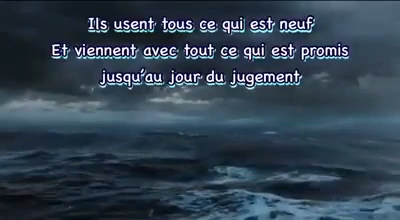 Ils usent tous ce qui est neuf
Et viennent avec tout ce qui est promis
jusqu'au jour du jugement